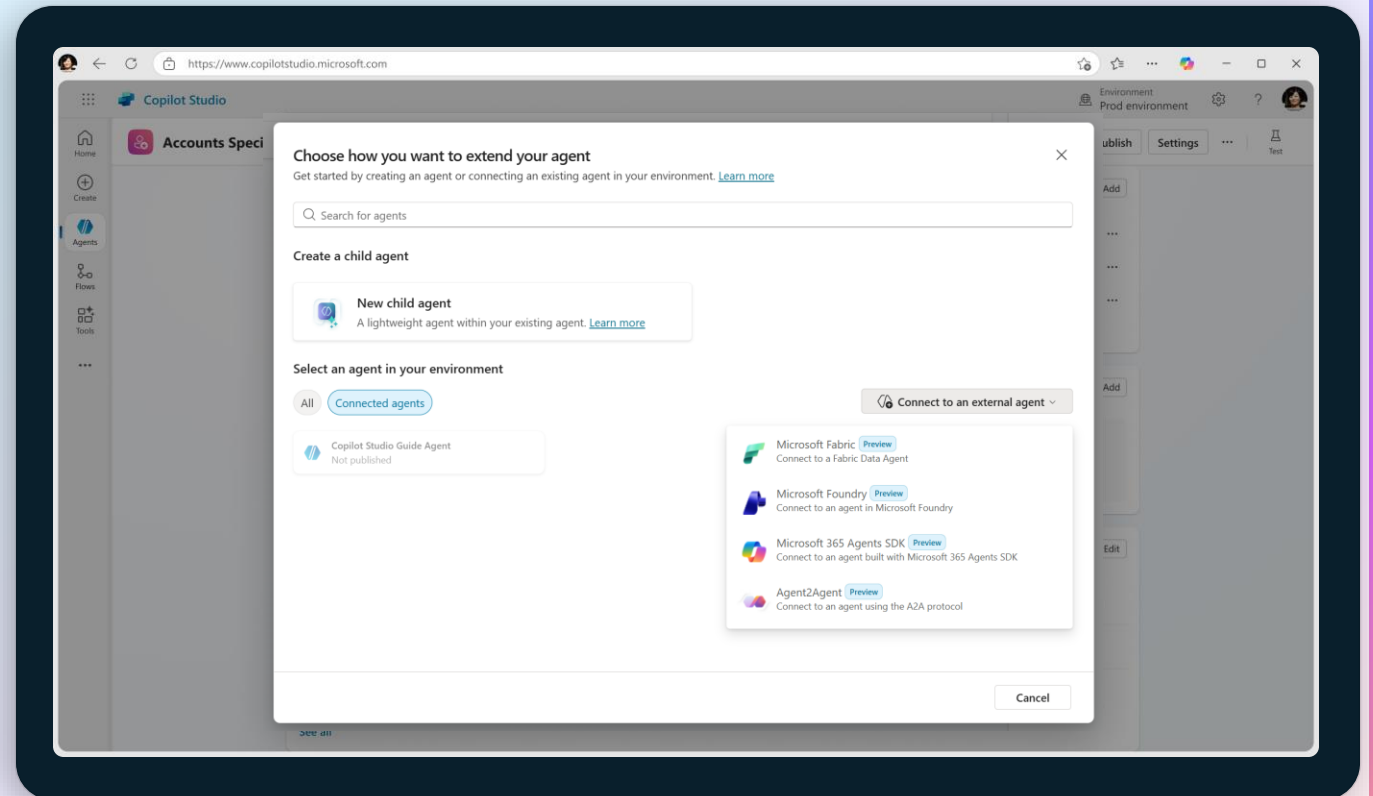 https://www.copilotstudio.microsoft.com
Copilot Studio
Environment
Prod environment
?
Home
Create
Agents
Flows
Tools
Accounts Speci
ublish
Settings
Test
Choose how you want to extend your agent
Get started by creating an agent or connecting an existing agent in your environment. Learn more
Search for agents
Create a child agent
New child agent
A lightweight agent within your existing agent. Learn more
Select an agent in your environment
All
Connected agents
Connect to an external agent
Copilot Studio Guide Agent
Not published
Microsoft Fabric Preview
Connect to a Fabric Data Agent
Microsoft Foundry Preview
Connect to an agent in Microsoft Foundry
Microsoft 365 Agents SDK Preview
Connect to an agent built with Microsoft 365 Agents SDK
Agent2Agent Preview
Connect to an agent using the A2A protocol
Cancel
Add
Add
Edit
See all